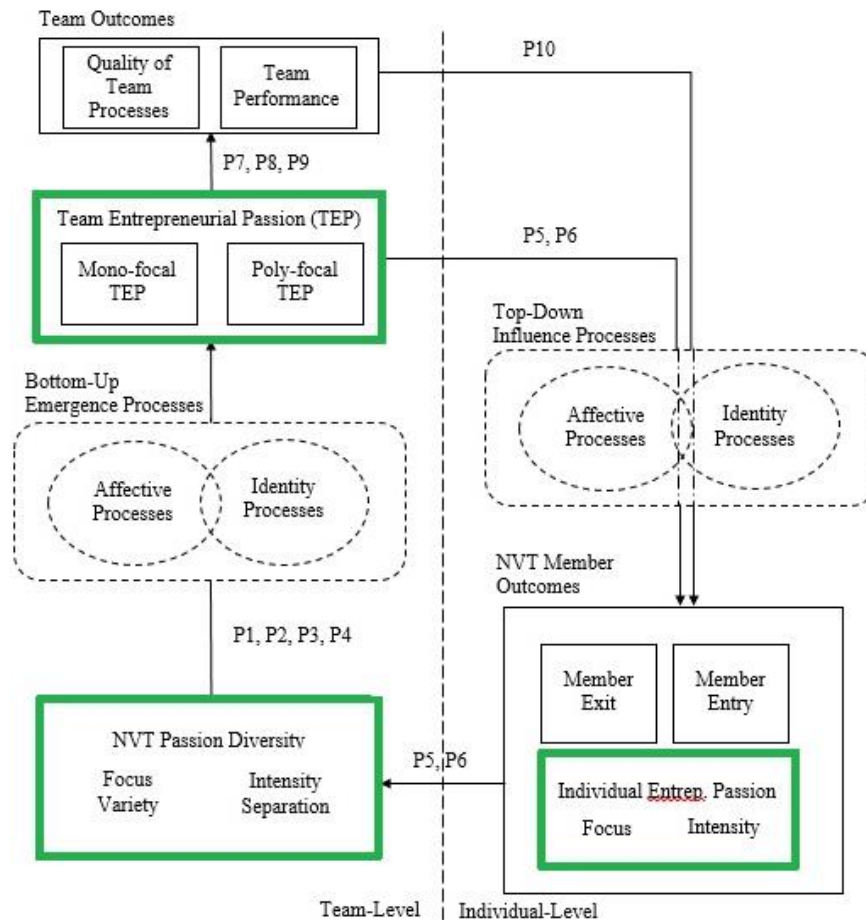 Team Outcomes
Quality of
Team
Processes
Team
Performance
P10
P7, P8, P9
Team Entrepreneurial Passion (TEP)
Mono-focal
TEP
Poly-focal
TEP
P5, P6
Top-Down
Influence Processes
Affective
Processes
Identity
Processes
Bottom-Up
Emergence Processes
Affective
Processes
Identity
Processes
NVT Member
Outcomes
P1, P2, P3, P4
Member
Exit
Member
Entry
NVT Passion Diversity
Focus
Variety
Intensity
Separation
P5, P6
Individual Entrep. Passion
Focus
Intensity
Team-Level
Individual-Level